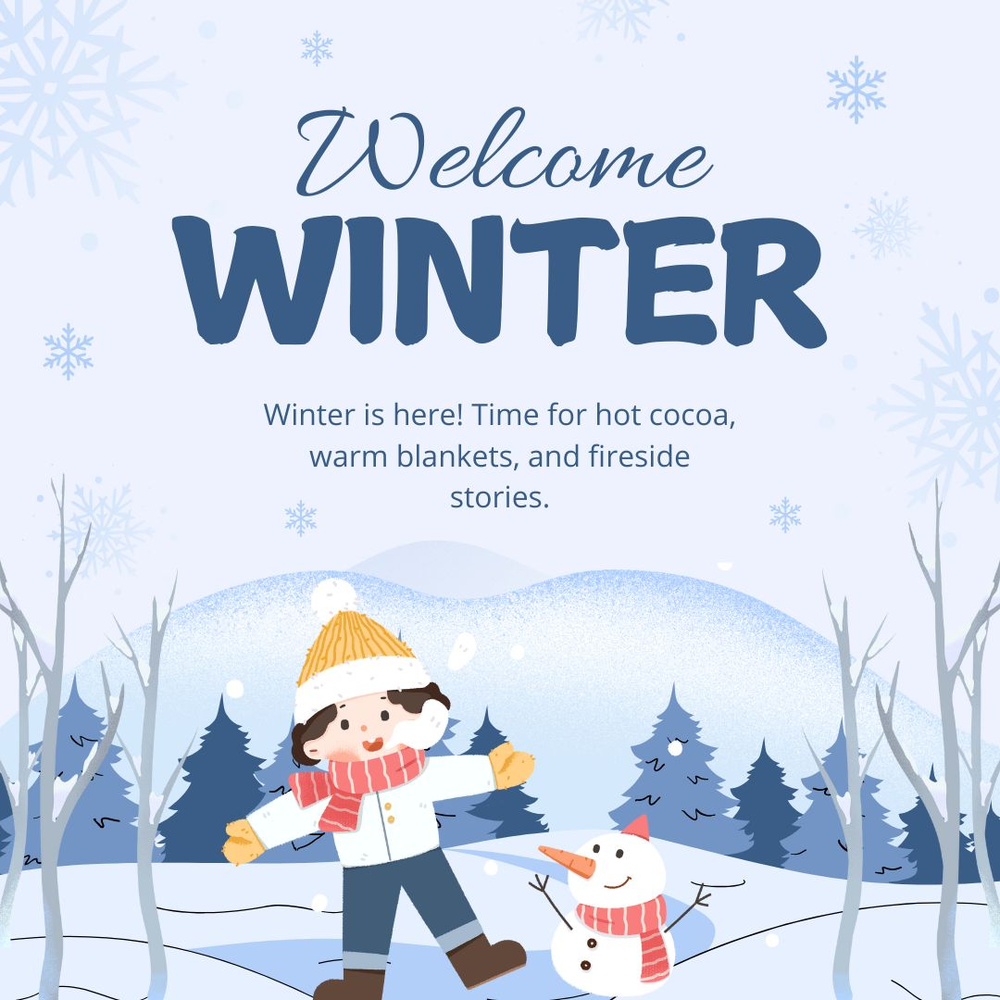 Welcome
WINTER
Winter is here! Time for hot cocoa,
warm blankets, and fireside
stories.